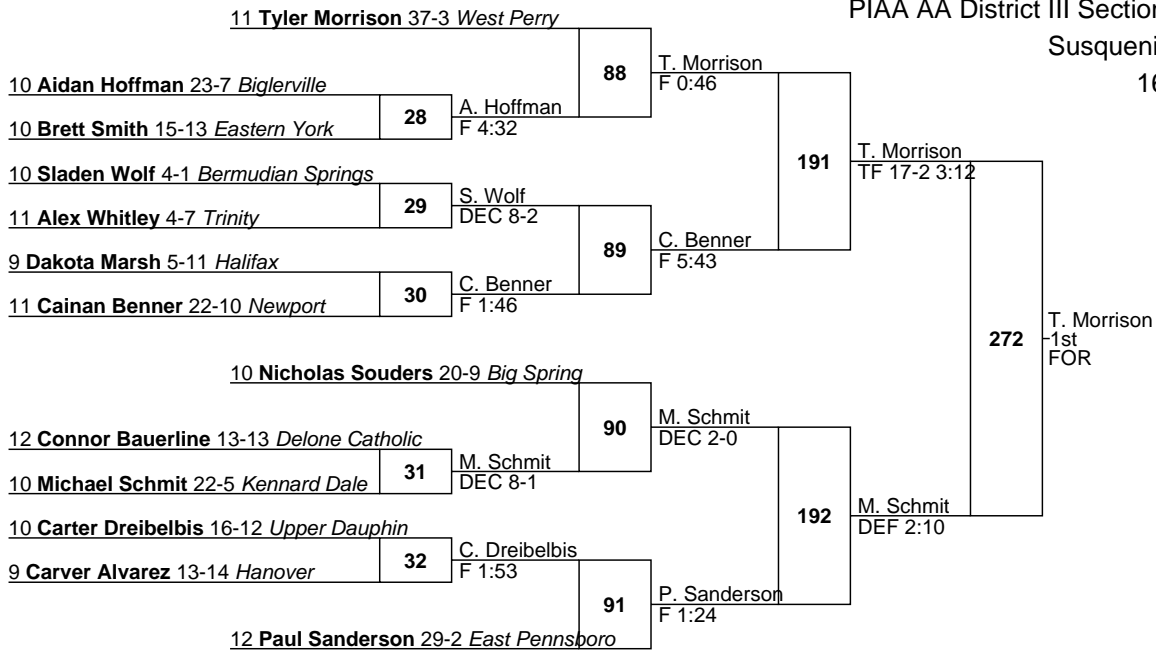 PIAA AA District III Section
Susqueni
16
11 Tyler Morrison 37-3 West Perry
88
T. Morrison
F 0:46
10 Aidan Hoffman 23-7 Biglerville
28
A. Hoffman
F 4:32
10 Brett Smith 15-13 Eastern York
191
T. Morrison
TF 17-2 3:12
10 Sladen Wolf 4-1 Bermudian Springs
29
S. Wolf
DEC 8-2
11 Alex Whitley 4-7 Trinity
89
C. Benner
F 5:43
9 Dakota Marsh 5-11 Halifax
30
C. Benner
F 1:46
11 Cainan Benner 22-10 Newport
272
T. Morrison
1st
FOR
10 Nicholas Souders 20-9 Big Spring
90
M. Schmit
DEC 2-0
12 Connor Bauerline 13-13 Delone Catholic
31
M. Schmit
DEC 8-1
10 Michael Schmit 22-5 Kennard Dale
192
M. Schmit
DEF 2:10
10 Carter Dreibelbis 16-12 Upper Dauphin
32
C. Dreibelbis
F 1:53
9 Carver Alvarez 13-14 Hanover
91
P. Sanderson
F 1:24
12 Paul Sanderson 29-2 East Pennsboro